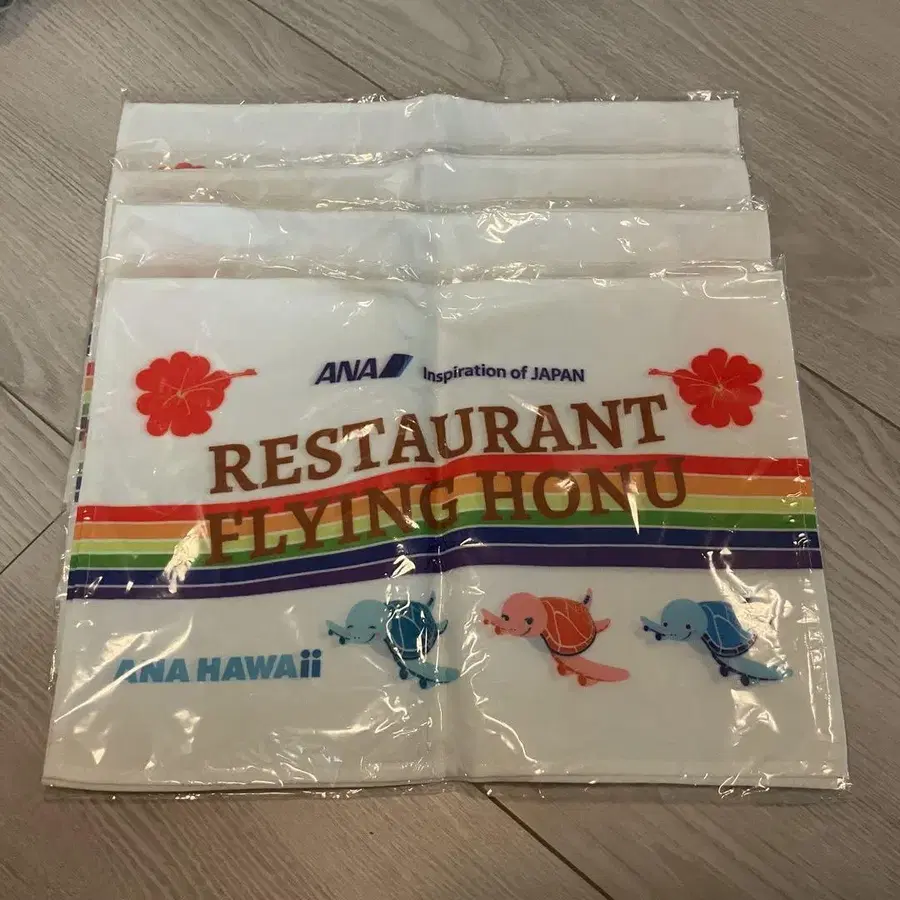 ANA Inspiration of JAPAN
RESTAURANT
FLYING HONU
ANA HAWAii